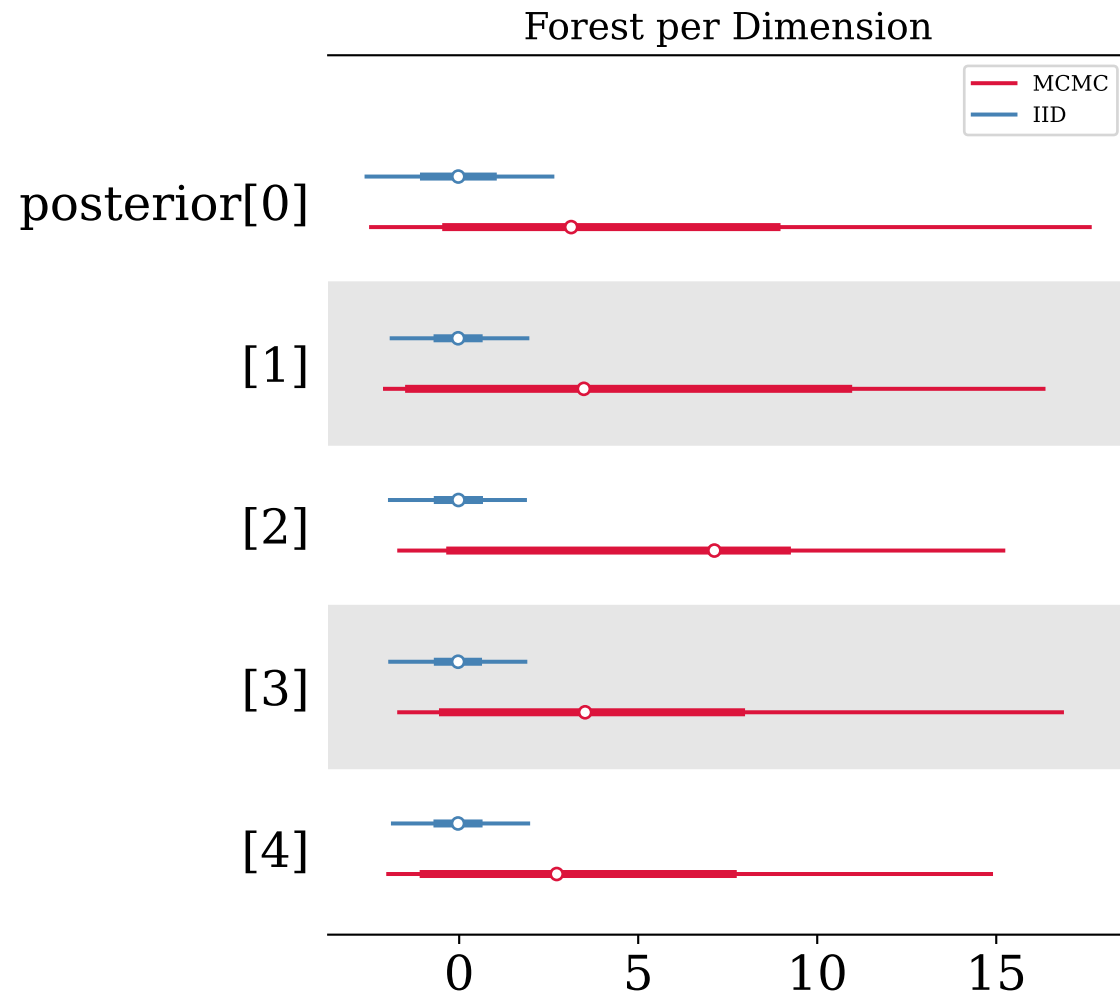 Forest per Dimension
MCMC
IID
posterior[0]
[1]
[2]
[3]
[4]
0 5 10 15